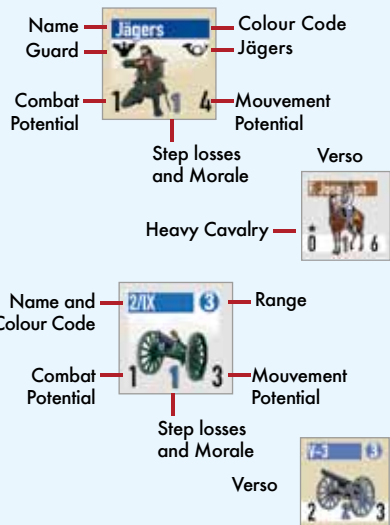 Name
Jägers
Colour Code
Guard
Jägers
Combat
Potential
1 1 4
Mouvement
Potential
Step losses
and Morale
Verso
Heavy Cavalry
0 1 6
Name and
Colour Code
2/IX 3
Range
Combat
Potential
1 1 3
Mouvement
Potential
Step losses
and Morale
Verso
V-3 3
2 2 3